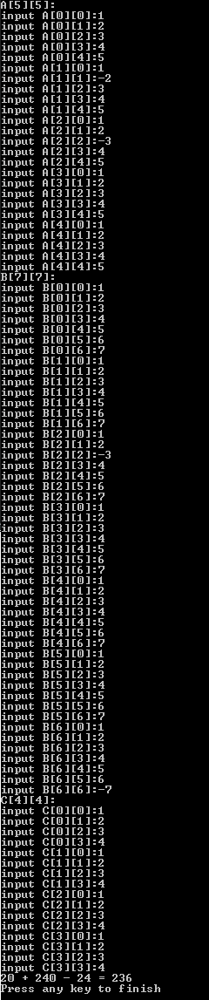 A[5][5]:
input A[0][0]:1
input A[0][1]:2
input A[0][2]:3
input A[0][3]:4
input A[0][4]:5
input A[1][0]:1
input A[1][1]:-2
input A[1][2]:3
input A[1][3]:4
input A[1][4]:5
input A[2][0]:1
input A[2][1]:2
input A[2][2]:-3
input A[2][3]:4
input A[2][4]:5
input A[3][0]:1
input A[3][1]:2
input A[3][2]:3
input A[3][3]:4
input A[3][4]:5
input A[4][0]:1
input A[4][1]:2
input A[4][2]:3
input A[4][3]:4
input A[4][4]:5
B[7][7]:
input B[0][0]:1
input B[0][1]:2
input B[0][2]:3
input B[0][3]:4
input B[0][4]:5
input B[0][5]:6
input B[0][6]:7
input B[1][0]:1
input B[1][1]:2
input B[1][2]:3
input B[1][3]:4
input B[1][4]:5
input B[1][5]:6
input B[1][6]:7
input B[2][0]:1
input B[2][1]:2
input B[2][2]:-3
input B[2][3]:4
input B[2][4]:5
input B[2][5]:6
input B[2][6]:7
input B[3][0]:1
input B[3][1]:2
input B[3][2]:3
input B[3][3]:4
input B[3][4]:5
input B[3][5]:6
input B[3][6]:7
input B[4][0]:1
input B[4][1]:2
input B[4][2]:3
input B[4][3]:4
input B[4][4]:5
input B[4][5]:6
input B[4][6]:7
input B[5][0]:1
input B[5][1]:2
input B[5][2]:3
input B[5][3]:4
input B[5][4]:5
input B[5][5]:6
input B[5][6]:7
input B[6][0]:1
input B[6][1]:2
input B[6][2]:3
input B[6][3]:4
input B[6][4]:5
input B[6][5]:6
input B[6][6]:-7
C[4][4]:
input C[0][0]:1
input C[0][1]:2
input C[0][2]:3
input C[0][3]:4
input C[1][0]:1
input C[1][1]:2
input C[1][2]:3
input C[1][3]:4
input C[2][0]:1
input C[2][1]:2
input C[2][2]:3
input C[2][3]:4
input C[3][0]:1
input C[3][1]:2
input C[3][2]:3
input C[3][3]:4
20 + 240 - 24 = 236
Press any key to finish